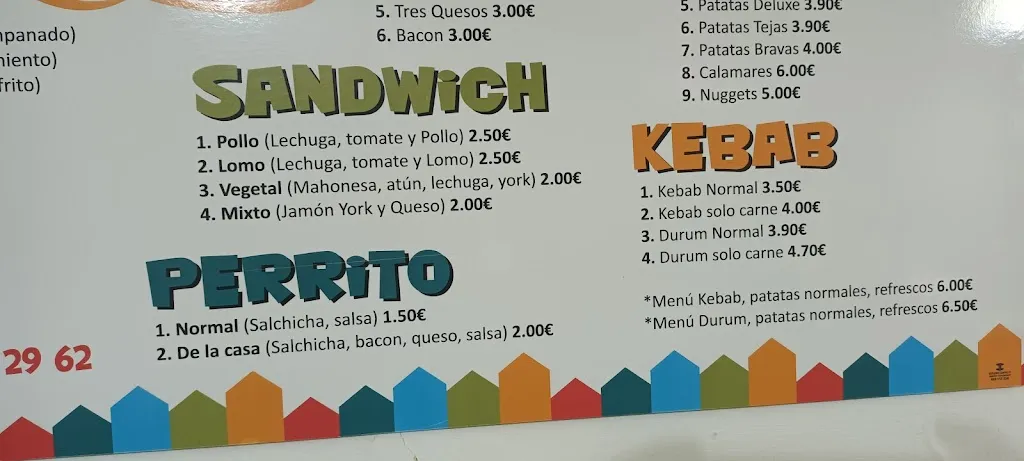 mpanado)
miento)
frito)
5. Tres Quesos 3.00€
6. Bacon 3.00€
SANDWiCH
1. Pollo (Lechuga, tomate y Pollo) 2.50€
2. Lomo (Lechuga, tomate y Lomo) 2.50€
3. Vegetal (Mahonesa, atún, lechuga, york) 2.00€
4. Mixto (Jamón York y Queso) 2.00€
PERRiTO
1. Normal (Salchicha, salsa) 1.50€
2. De la casa (Salchicha, bacon, queso, salsa) 2.00€
29 62
5. Patatas Deluxe 3.90€
6. Patatas Tejas 3.90€
7. Patatas Bravas 4.00€
8. Calamares 6.00€
9. Nuggets 5.00€
KEBAB
1. Kebab Normal 3.50€
2. Kebab solo carne 4.00€
3. Durum Normal 3.90€
4. Durum solo carne 4.70€
*Menú Kebab, patatas normales, refrescos 6.00€
*Menú Durum, patatas normales, refrescos 6.50€